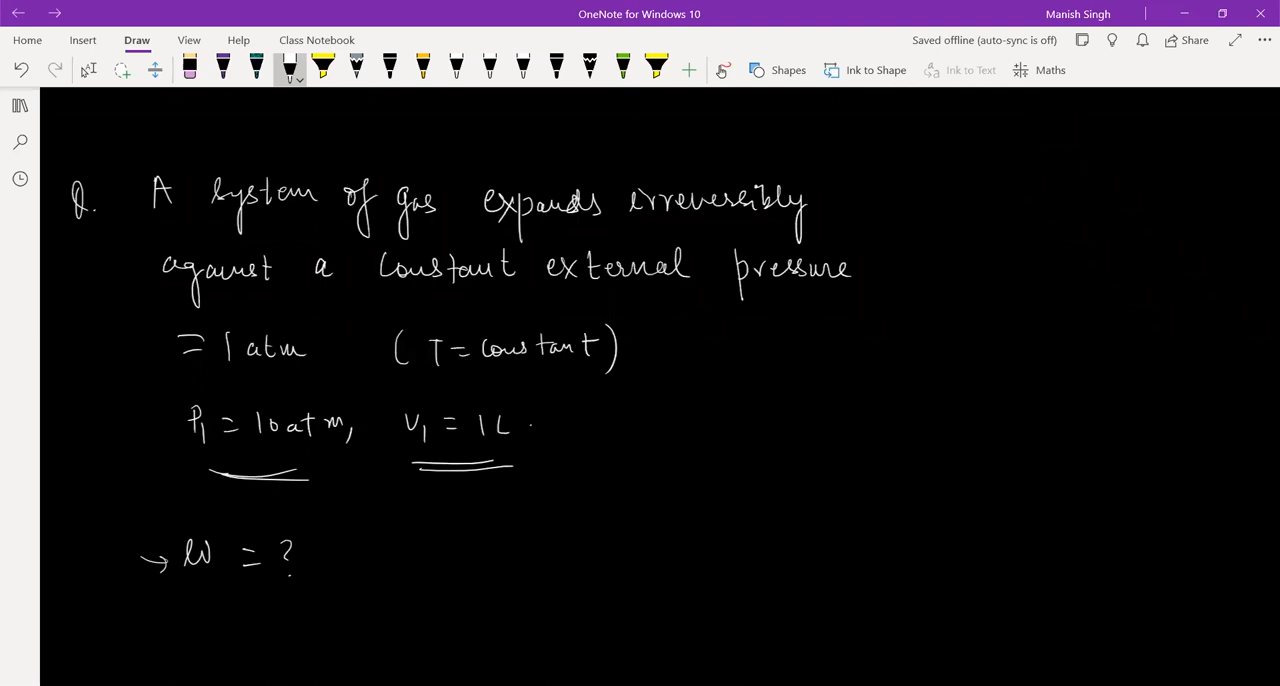 OneNote for Windows 10
Manish Singh
Home Insert Draw View Help Class Notebook
Saved offline (auto-sync is off) Share
Shapes Ink to Shape Ink to Text Maths
Q. A system of gas expands irreversibly
against a constant external pressure
= 1 atm (T = constant)
P₁ = 10 atm, V₁ = 1 L.
→ W = ?